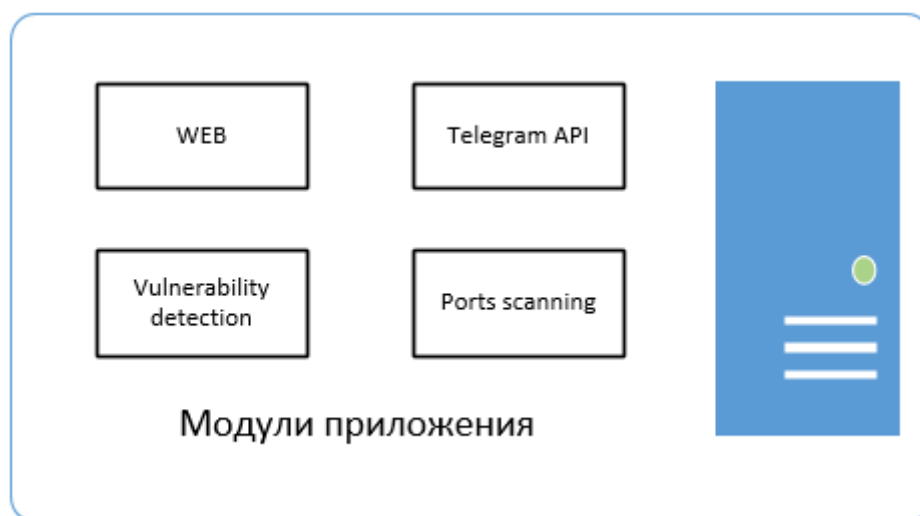 WEB
Telegram API
Vulnerability
detection
Ports scanning
Модули приложения